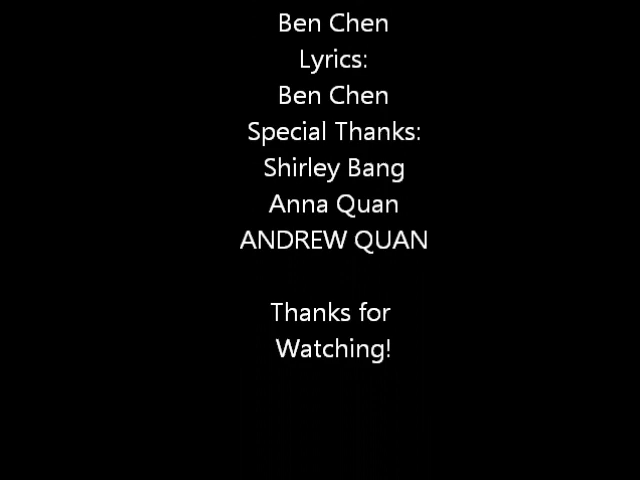 Ben Chen
Lyrics:
Ben Chen
Special Thanks:
Shirley Bang
Anna Quan
ANDREW QUAN
Thanks for
Watching!